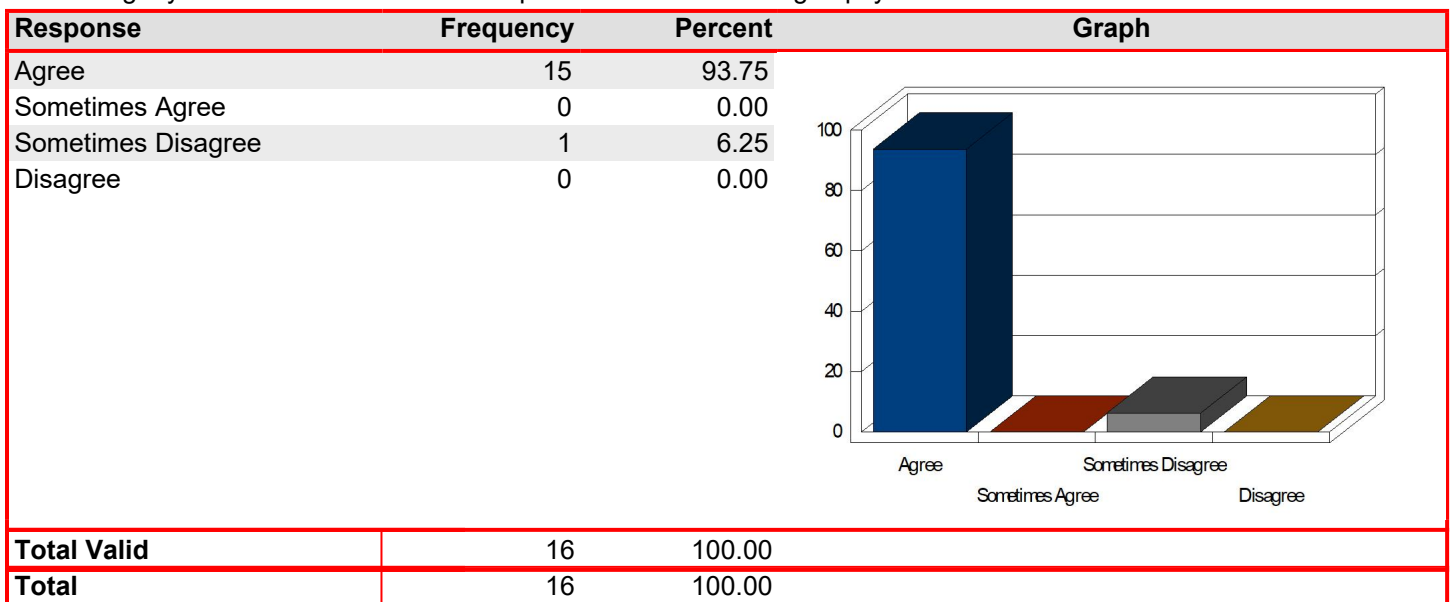 Response Frequency Percent Graph
Agree 15 93.75
Sometimes Agree 0 0.00
Sometimes Disagree 1 6.25
Disagree 0 0.00
100
80
60
40
20
0
Agree Sometimes Disagree
Sometimes Agree Disagree
Total Valid 16 100.00
Total 16 100.00